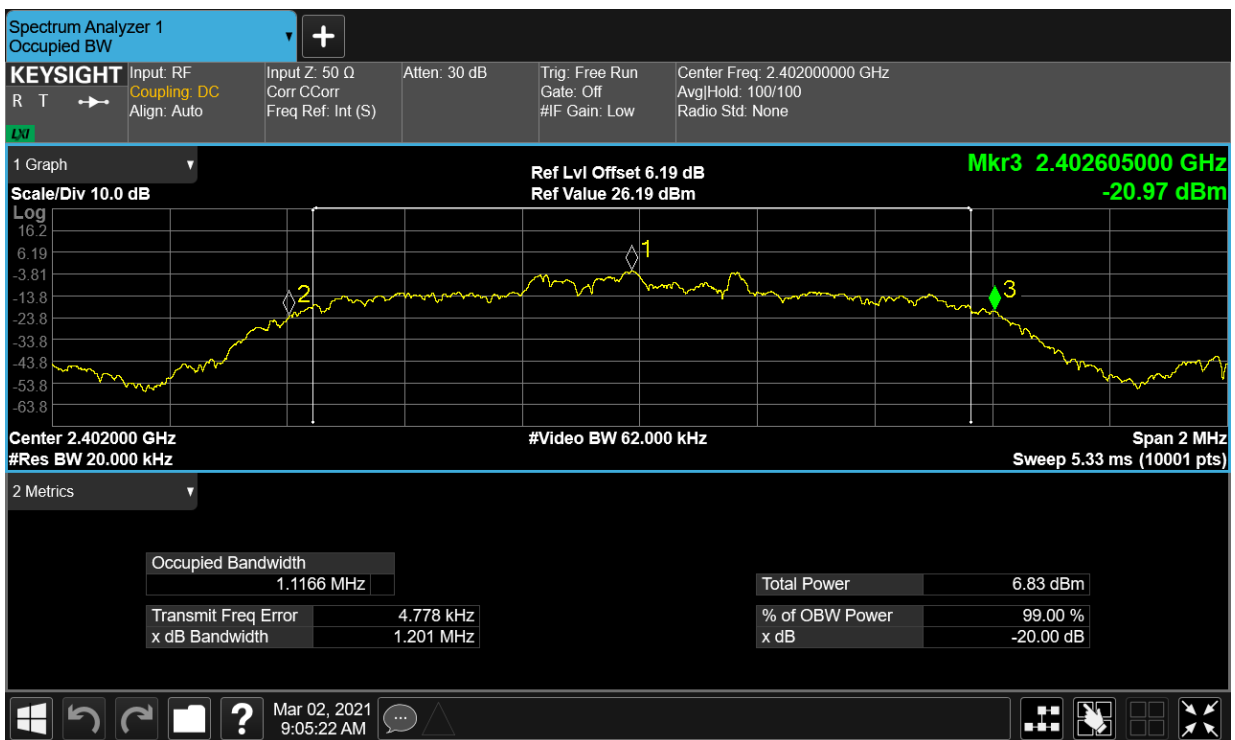 Spectrum Analyzer 1
Occupied BW
KEYSIGHT
R T
LXI
Input: RF
Coupling: DC
Align: Auto
Input Z: 50 Ω
Corr CCorr
Freq Ref: Int (S)
Atten: 30 dB
Trig: Free Run
Gate: Off
#IF Gain: Low
Center Freq: 2.402000000 GHz
Avg|Hold: 100/100
Radio Std: None
1 Graph
Scale/Div 10.0 dB
Ref Lvl Offset 6.19 dB
Ref Value 26.19 dBm
Mkr3 2.402605000 GHz
-20.97 dBm
Log
16.2
6.19
-3.81
-13.8
-23.8
-33.8
-43.8
-53.8
-63.8
1
2
3
Center 2.402000 GHz
#Res BW 20.000 kHz
#Video BW 62.000 kHz
Span 2 MHz
Sweep 5.33 ms (10001 pts)
2 Metrics
Occupied Bandwidth
1.1166 MHz
Transmit Freq Error 4.778 kHz
x dB Bandwidth 1.201 MHz
Total Power 6.83 dBm
% of OBW Power 99.00 %
x dB -20.00 dB
?
Mar 02, 2021
9:05:22 AM